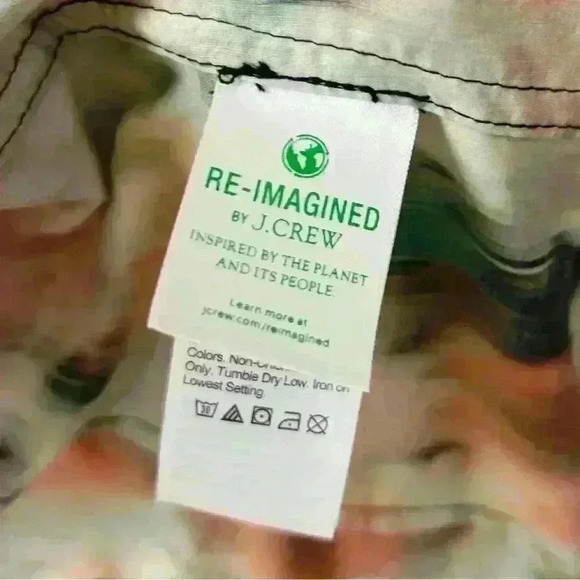 RE-IMAGINED
BY J.CREW
INSPIRED BY THE PLANET
AND ITS PEOPLE.
Learn more at
jcrew.com/reimagined
Colors. Non-
Only. Tumble Dry Low. Iron on
Lowest Setting
30